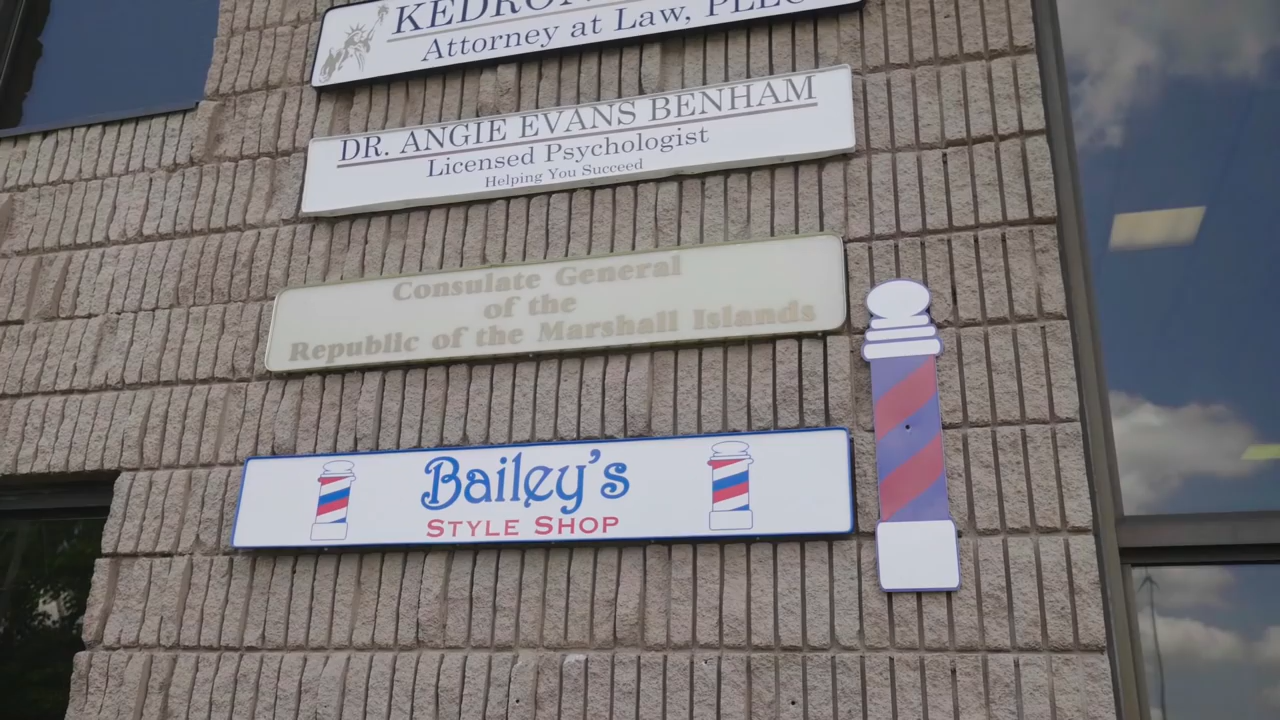 Attorney at Law, PLLC
DR. ANGIE EVANS BENHAM
Licensed Psychologist
Helping You Succeed
Consulate General
of the
Republic of the Marshall Islands
Bailey's
STYLE SHOP